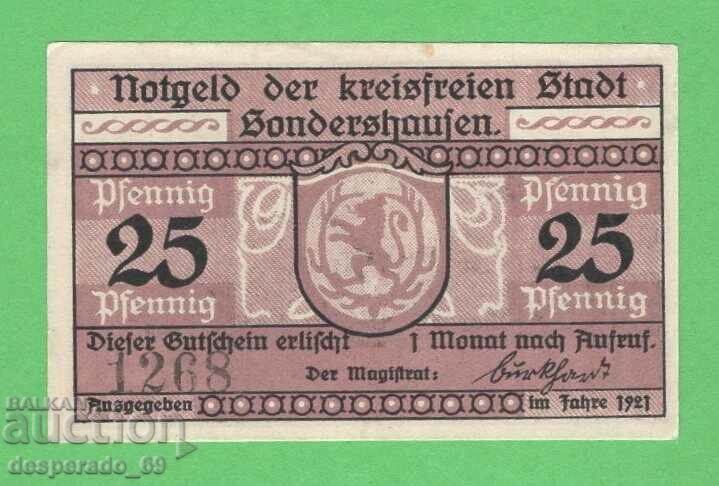 Notgeld der kreisfreien Stadt
Sondershausen.
Pfennig Pfennig
25 25
Pfennig Pfennig
Dieser Gutschein erlischt 1 Monat nach Aufruf.
1268
Der Magistrat: Burkhardt
Ausgegeben im Jahre 1921
BALKAN
auction
desperado_69